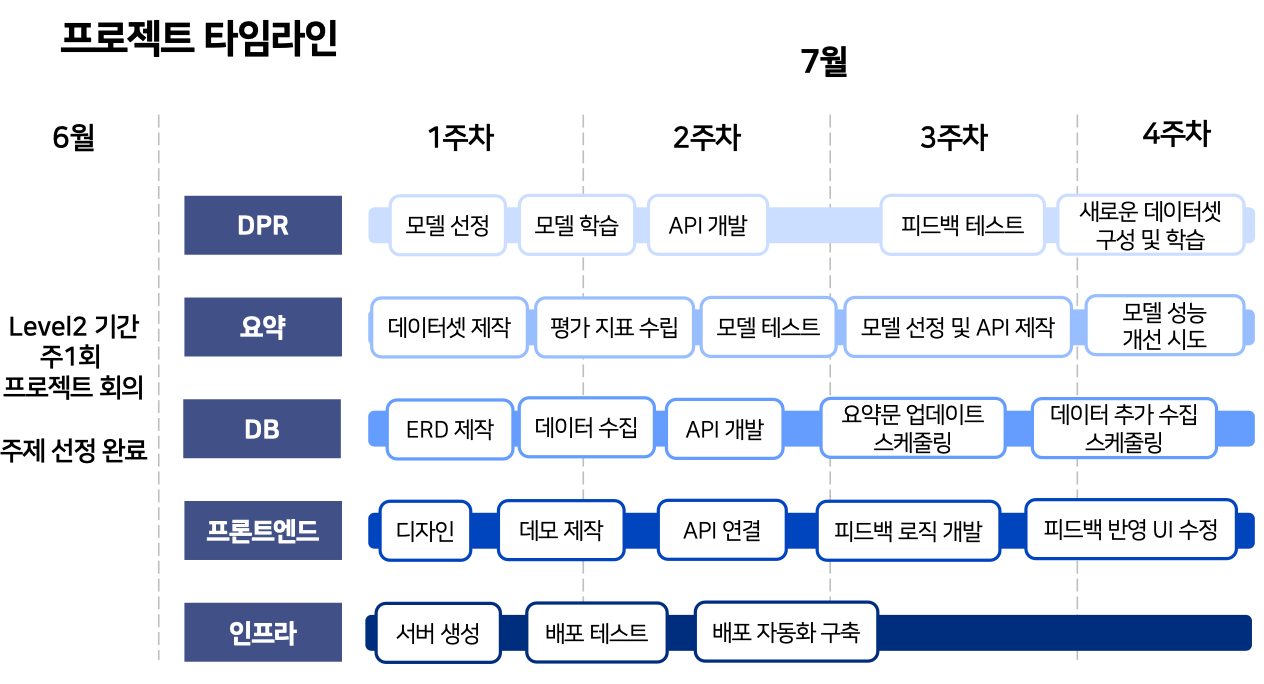 프로젝트 타임라인
7월
6월
1주차
2주차
3주차
4주차
DPR
모델 선정
모델 학습
API 개발
피드백 테스트
새로운 데이터셋
구성 및 학습
Level2 기간
주1회
프로젝트 회의
주제 선정 완료
요약
데이터셋 제작
평가 지표 수립
모델 테스트
모델 선정 및 API 제작
모델 성능
개선 시도
DB
ERD 제작
데이터 수집
API 개발
요약문 업데이트
스케줄링
데이터 추가 수집
스케줄링
프론트엔드
디자인
데모 제작
API 연결
피드백 로직 개발
피드백 반영 UI 수정
인프라
서버 생성
배포 테스트
배포 자동화 구축